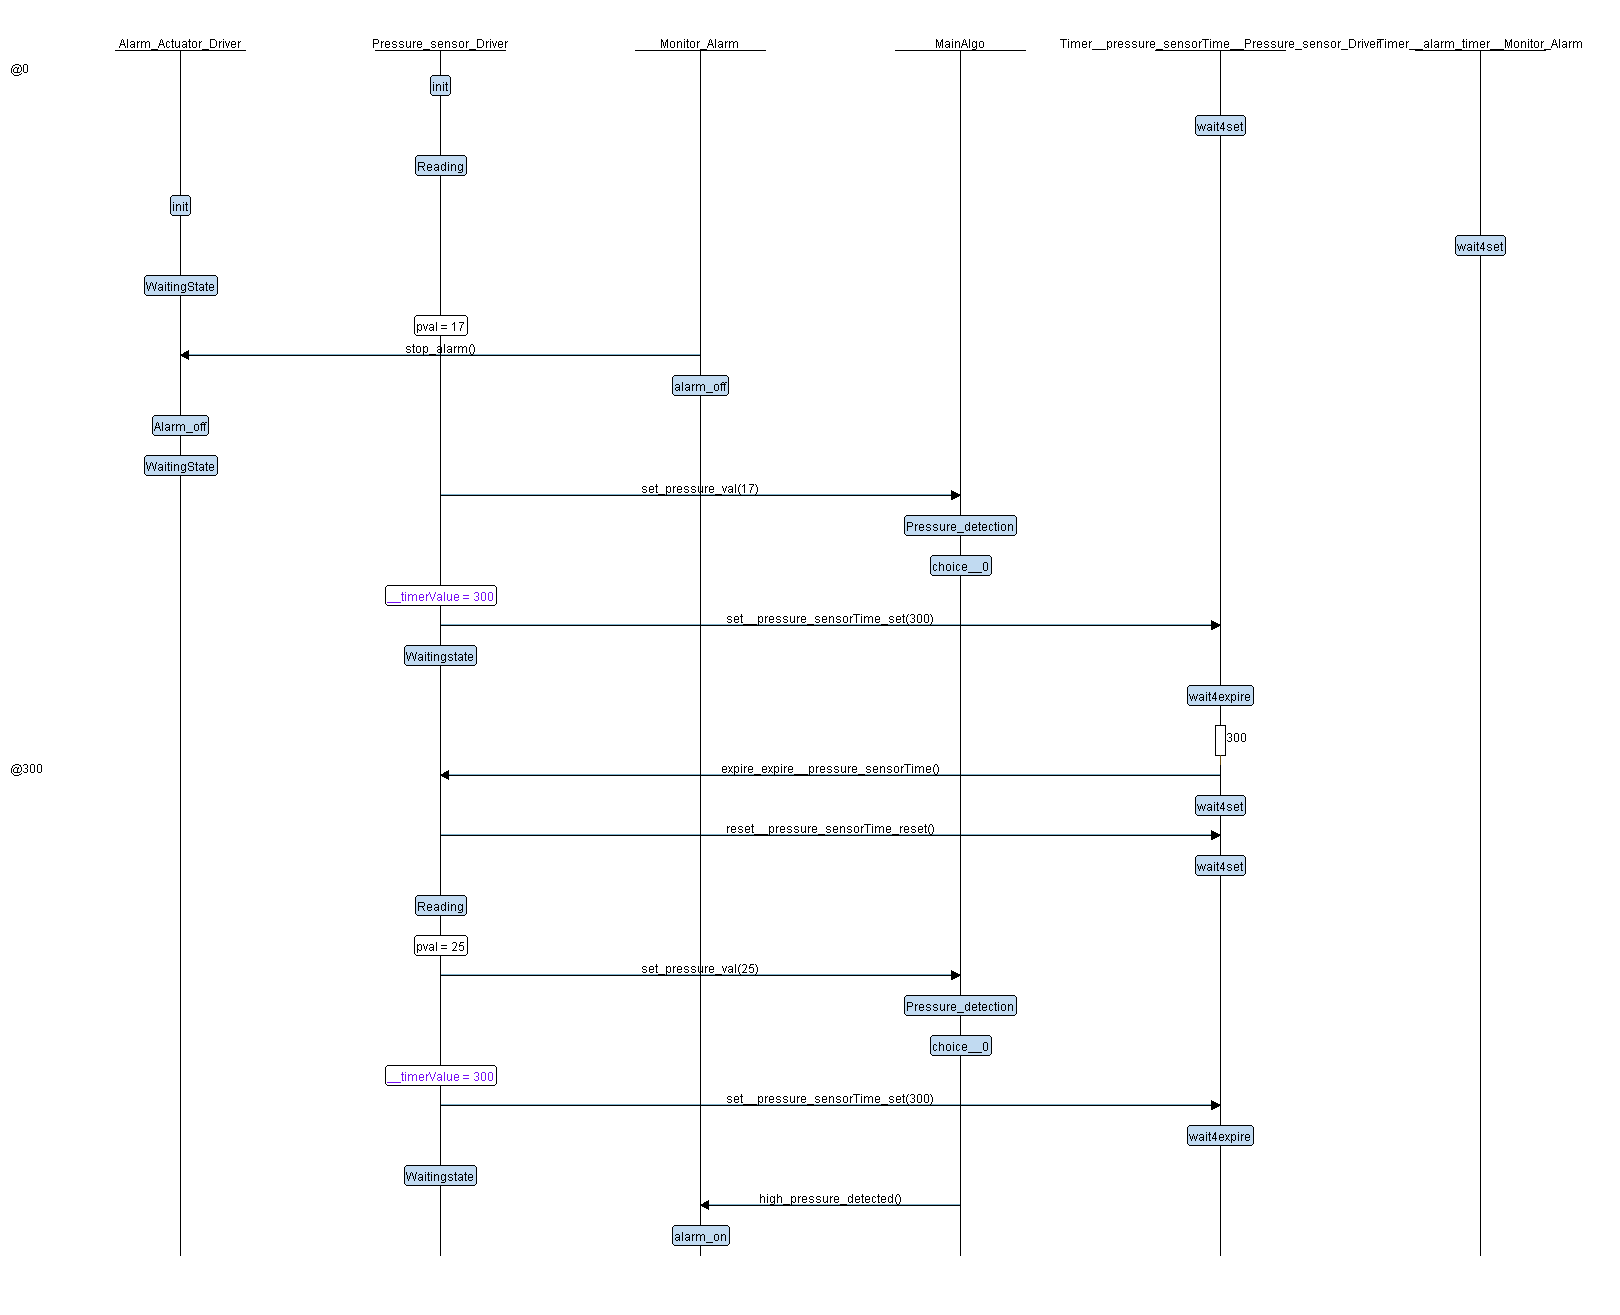 Alarm_Actuator_Driver
Pressure_sensor_Driver
Monitor_Alarm
MainAlgo
Timer__pressure_sensorTime__Pressure_sensor_Driver
Timer__alarm_timer__Monitor_Alarm
@0
init
wait4set
Reading
init
wait4set
WaitingState
pval = 17
stop_alarm()
alarm_off
Alarm_off
WaitingState
set_pressure_val(17)
Pressure_detection
choice__0
__timerValue = 300
set__pressure_sensorTime_set(300)
Waitingstate
wait4expire
300
@300
expire_expire__pressure_sensorTime()
wait4set
reset__pressure_sensorTime_reset()
wait4set
Reading
pval = 25
set_pressure_val(25)
Pressure_detection
choice__0
__timerValue = 300
set__pressure_sensorTime_set(300)
wait4expire
Waitingstate
high_pressure_detected()
alarm_on